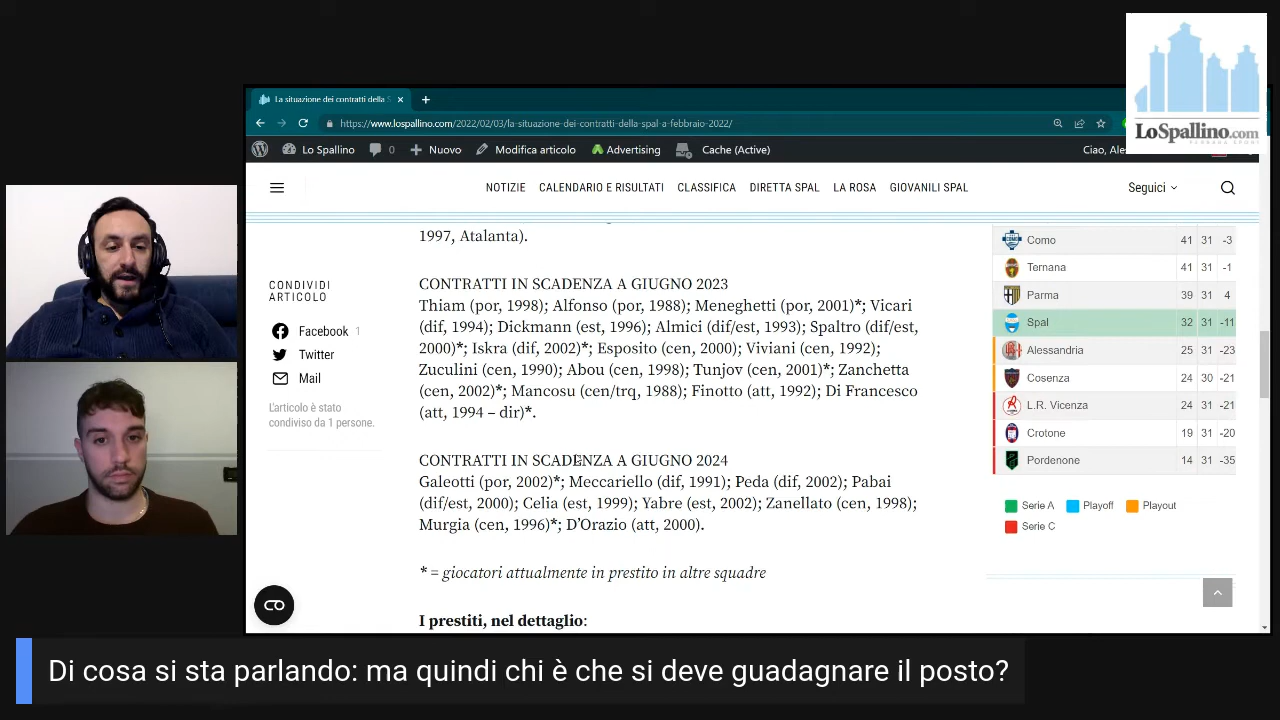 LoSpallino.com
FERRARA SPORT
La situazione dei contratti della S
https://www.lospallino.com/2022/02/03/la-situazione-dei-contratti-della-spal-a-febbraio-2022/
Lo Spallino 0 Nuovo Modifica articolo Advertising Cache (Active) Ciao, Ales
NOTIZIE CALENDARIO E RISULTATI CLASSIFICA DIRETTA SPAL LA ROSA GIOVANILI SPAL Seguici
1997, Atalanta).
CONDIVIDI
ARTICOLO
Facebook 1
Twitter
Mail
L'articolo è stato
condiviso da 1 persone.
CONTRATTI IN SCADENZA A GIUGNO 2023
Thiam (por, 1998); Alfonso (por, 1988); Meneghetti (por, 2001)*; Vicari
(dif, 1994); Dickmann (est, 1996); Almici (dif/est, 1993); Spaltro (dif/est,
2000)*; Iskra (dif, 2002)*; Esposito (cen, 2000); Viviani (cen, 1992);
Zuculini (cen, 1990); Abou (cen, 1998); Tunjov (cen, 2001)*; Zanchetta
(cen, 2002)*; Mancosu (cen/trq, 1988); Finotto (att, 1992); Di Francesco
(att, 1994 – dir)*.
CONTRATTI IN SCADENZA A GIUGNO 2024
Galeotti (por, 2002)*; Meccariello (dif, 1991); Peda (dif, 2002); Pabai
(dif/est, 2000); Celia (est, 1999); Yabre (est, 2002); Zanellato (cen, 1998);
Murgia (cen, 1996)*; D'Orazio (att, 2000).
* = giocatori attualmente in prestito in altre squadre
I prestiti, nel dettaglio:
Como 41 31 -3
Ternana 41 31 -1
Parma 39 31 4
Spal 32 31 -11
Alessandria 25 31 -23
Cosenza 24 30 -21
L.R. Vicenza 24 31 -21
Crotone 19 31 -20
Pordenone 14 31 -35
Serie A Playoff Playout
Serie C
Di cosa si sta parlando: ma quindi chi è che si deve guadagnare il posto?